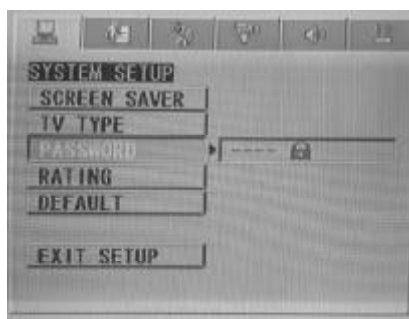 SYSTEM SETUP
SCREEN SAVER
TV TYPE
PASSWORD
----
RATING
DEFAULT
EXIT SETUP